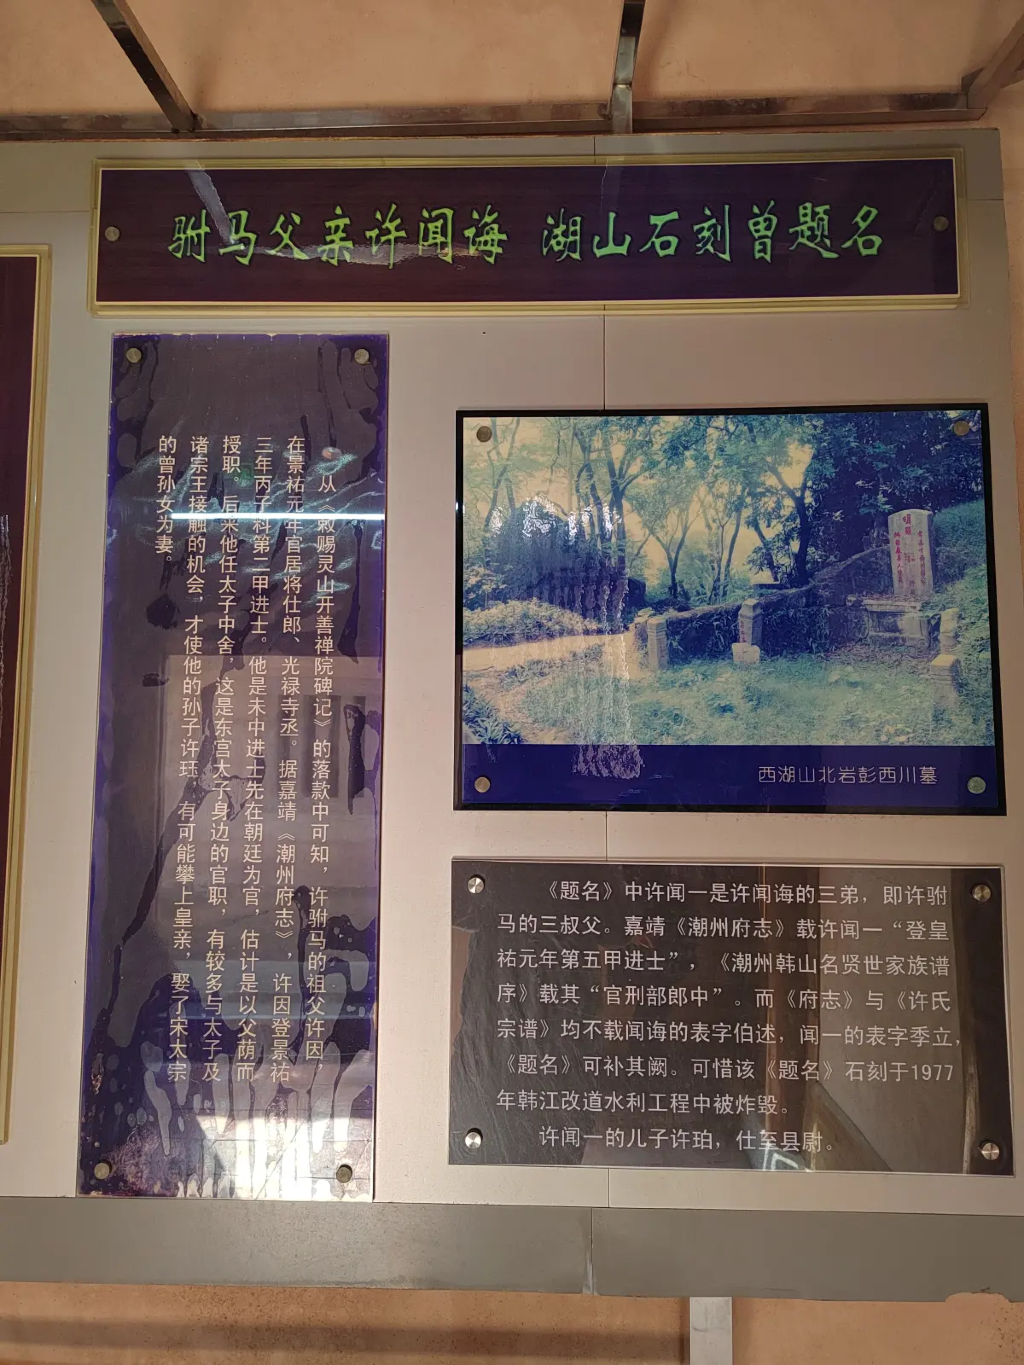 驸马父亲许闻诲 湖山石刻曾题名
从《敕赐灵山开善禅院碑记》的落款中可知，许驸马的祖父许因，
在景祐元年官居将仕郎、光禄寺丞。据嘉靖《潮州府志》，许因登景祐
三年丙子科第二甲进士。他是未中进士先在朝廷为官，估计是以父荫而
授职。后来他任太子中舍，这是东宫太子身边的官职，有较多与太子及
诸宗王接触的机会，才使他的孙子许珏，有可能攀上皇亲，娶了宋太宗
的曾孙女为妻。
西湖山北岩彭西川墓
《题名》中许闻一是许闻诲的三弟，即许驸
马的三叔父。嘉靖《潮州府志》载许闻一“登皇
祐元年第五甲进士”，《潮州韩山名贤世家族谱
序》载其“官刑部郎中”。而《府志》与《许氏
宗谱》均不载闻诲的表字伯述，闻一的表字季立，
《题名》可补其阙。可惜该《题名》石刻于1977
年韩江改道水利工程中被炸毁。
许闻一的儿子许珀，仕至县尉。